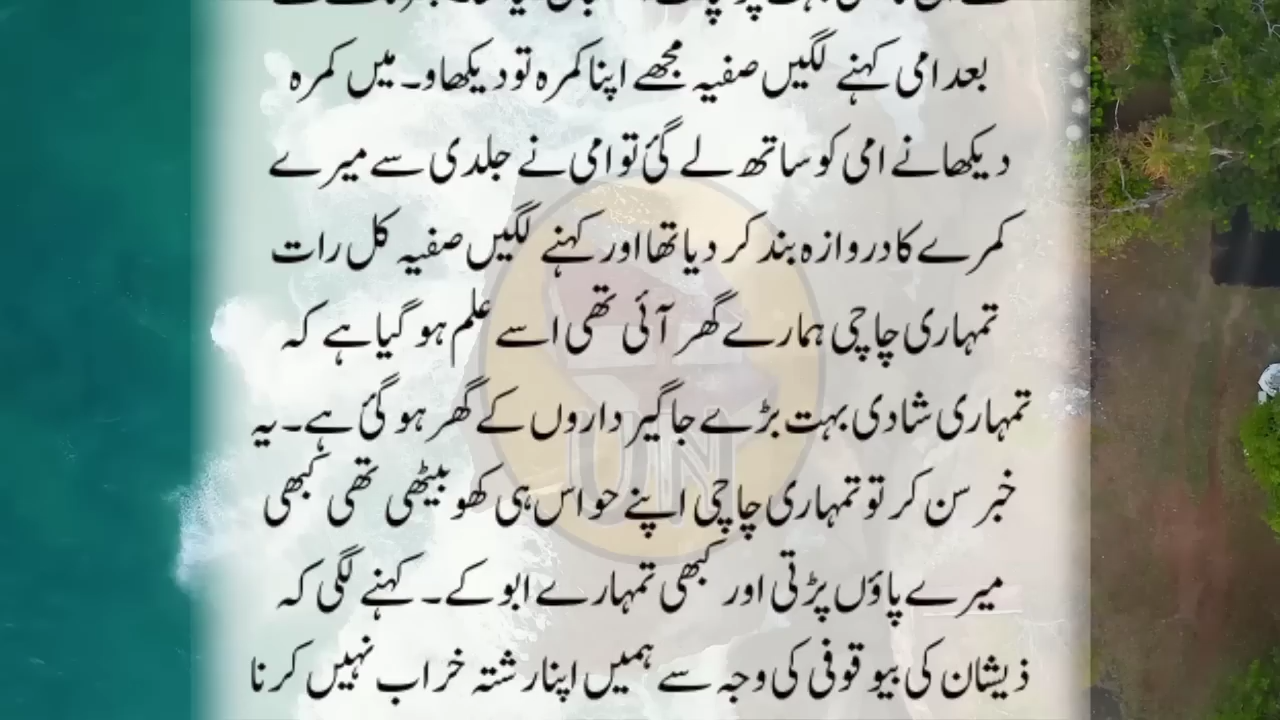 بعد امی کہنے لگیں صفیہ مجھے اپنا کمرہ تو دیکھاو۔ میں کمرہ
دیکھانے امی کو ساتھ لے گئ تو امی نے جلدی سے میرے
کمرے کا دروازہ بند کر دیا تھا اور کہنے لگیں صفیہ کل رات
تمہاری چاچی ہمارے گھر آئی تھی اسے علم ہو گیا ہے کہ
تمہاری شادی بہت بڑے جاگیر داروں کے گھر ہو گئ ہے۔ یہ
خبر سن کر تو تمہاری چاچی اپنے حواس ہی کھو بیٹھی تھی کبھی
میرے پاؤں پڑتی اور کبھی تمہارے ابو کے۔ کہنے لگی کہ
ذیشان کی بیوقوفی کی وجہ سے ہمیں اپنا رشتہ خراب نہیں کرنا
UN